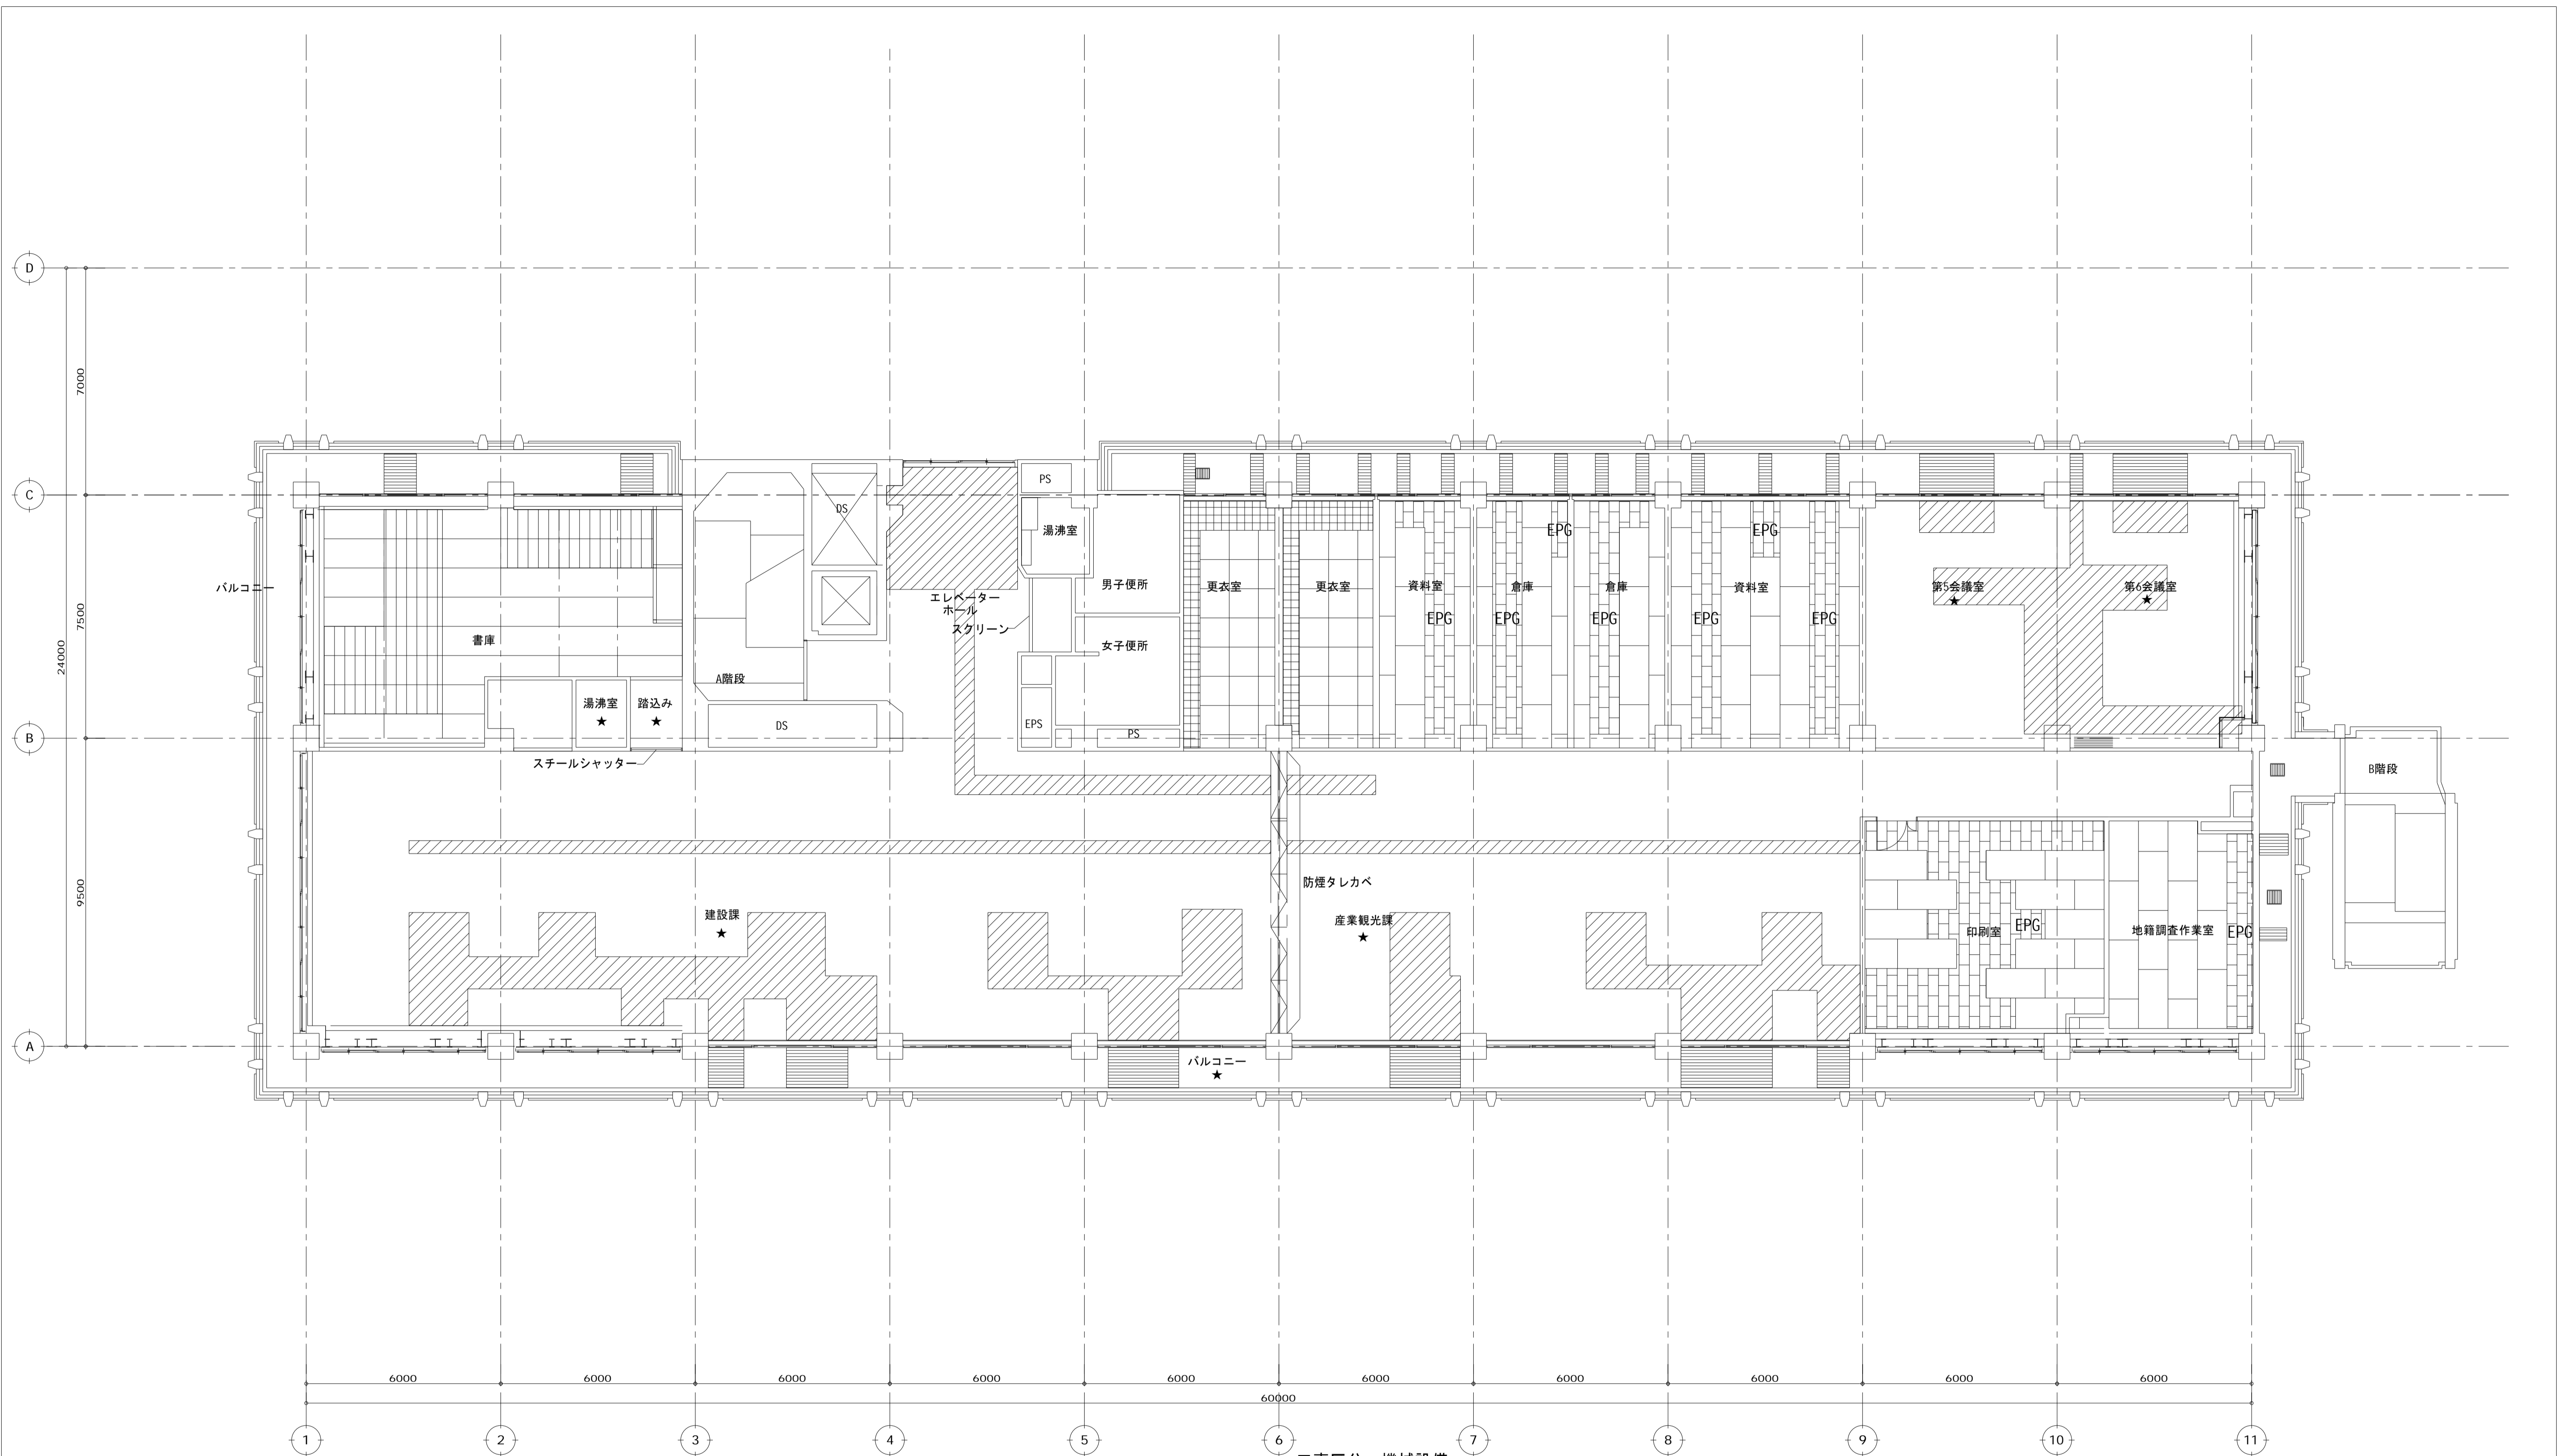 D
7000
C
PS
DS
湯沸室
EPG
EPG
バルコニー
エレベーター
ホール
スクリーン
男子便所
更衣室
更衣室
資料室
倉庫
倉庫
資料室
第5会議室
★
第6会議室
★
7500
24000
書庫
EPG
EPG
EPG
EPG
EPG
女子便所
A階段
湯沸室
★
踏込み
★
DS
EPS
PS
B
スチールシャッター
B階段
9500
防煙タレカベ
建設課
★
産業観光課
★
印刷室
EPG
地籍調査作業室
EPG
A
バルコニー
★
6000
6000
6000
6000
6000
6000
6000
6000
6000
6000
60000
1
2
3
4
5
6
7
8
9
10
11